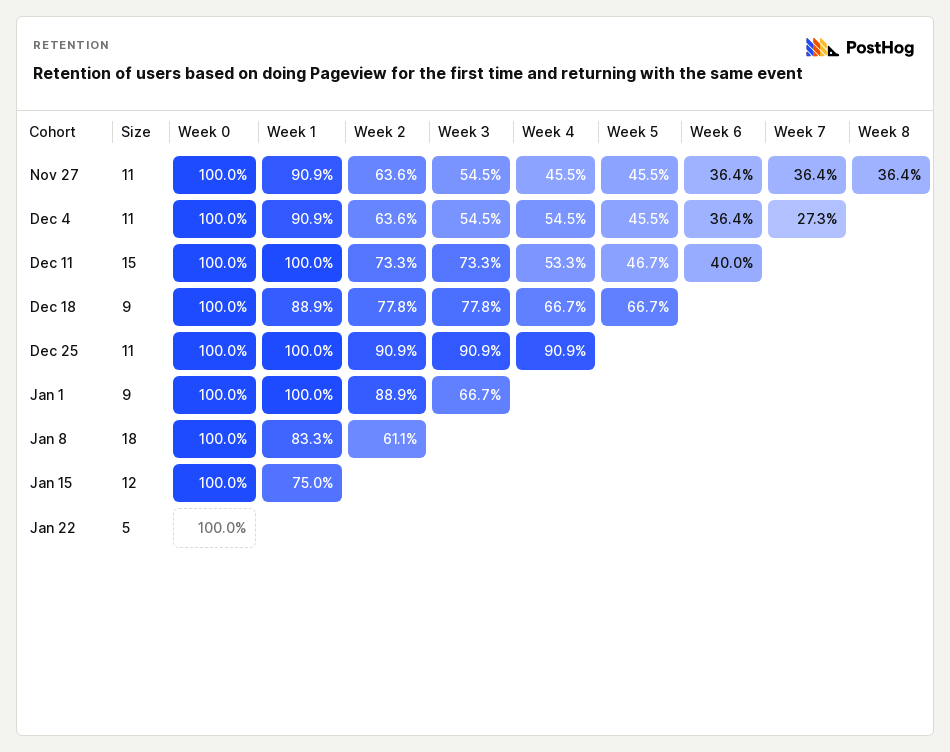 RETENTION
PostHog
Retention of users based on doing Pageview for the first time and returning with the same event
Cohort Size Week 0 Week 1 Week 2 Week 3 Week 4 Week 5 Week 6 Week 7 Week 8
Nov 27 11 100.0% 90.9% 63.6% 54.5% 45.5% 45.5% 36.4% 36.4% 36.4%
Dec 4 11 100.0% 90.9% 63.6% 54.5% 54.5% 45.5% 36.4% 27.3%
Dec 11 15 100.0% 100.0% 73.3% 73.3% 53.3% 46.7% 40.0%
Dec 18 9 100.0% 88.9% 77.8% 77.8% 66.7% 66.7%
Dec 25 11 100.0% 100.0% 90.9% 90.9% 90.9%
Jan 1 9 100.0% 100.0% 88.9% 66.7%
Jan 8 18 100.0% 83.3% 61.1%
Jan 15 12 100.0% 75.0%
Jan 22 5 100.0%